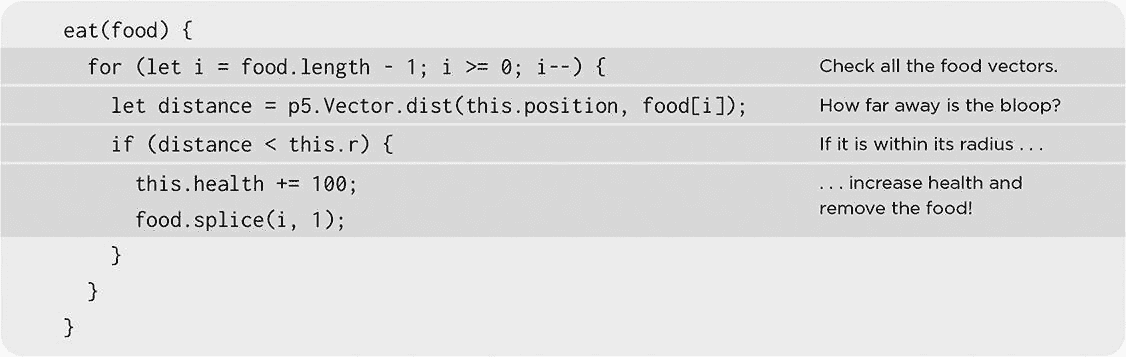 eat(food) {
for (let i = food.length - 1; i >= 0; i--) { Check all the food vectors.
let distance = p5.Vector.dist(this.position, food[i]); How far away is the bloop?
if (distance < this.r) { If it is within its radius . . .
this.health += 100; . . . increase health and
food.splice(i, 1); remove the food!
}
}
}